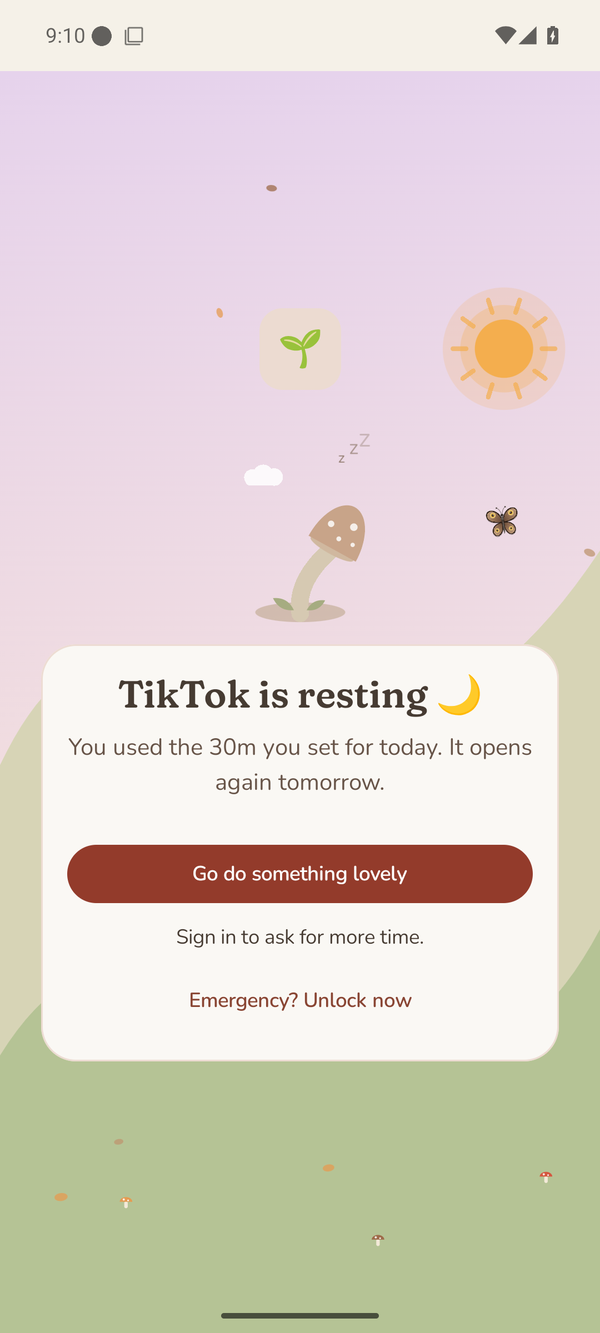 9:10
z z Z
TikTok is resting 🌙
You used the 30m you set for today. It opens
again tomorrow.
Go do something lovely
Sign in to ask for more time.
Emergency? Unlock now